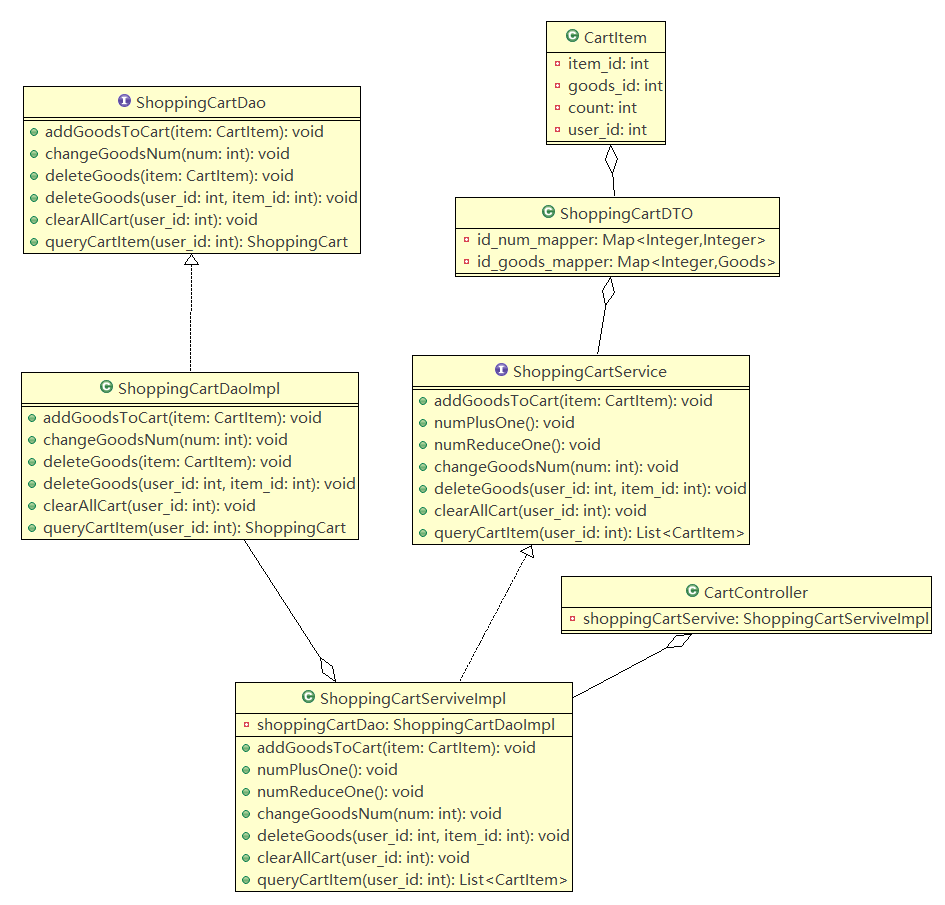 CartItem
item_id: int
goods_id: int
count: int
user_id: int
ShoppingCartDao
addGoodsToCart(item: CartItem): void
changeGoodsNum(num: int): void
deleteGoods(item: CartItem): void
deleteGoods(user_id: int, item_id: int): void
clearAllCart(user_id: int): void
queryCartItem(user_id: int): ShoppingCart
ShoppingCartDTO
id_num_mapper: Map<Integer,Integer>
id_goods_mapper: Map<Integer,Goods>
ShoppingCartDaoImpl
addGoodsToCart(item: CartItem): void
changeGoodsNum(num: int): void
deleteGoods(item: CartItem): void
deleteGoods(user_id: int, item_id: int): void
clearAllCart(user_id: int): void
queryCartItem(user_id: int): ShoppingCart
ShoppingCartService
addGoodsToCart(item: CartItem): void
numPlusOne(): void
numReduceOne(): void
changeGoodsNum(num: int): void
deleteGoods(user_id: int, item_id: int): void
clearAllCart(user_id: int): void
queryCartItem(user_id: int): List<CartItem>
CartController
shoppingCartServive: ShoppingCartServiveImpl
ShoppingCartServiveImpl
shoppingCartDao: ShoppingCartDaoImpl
addGoodsToCart(item: CartItem): void
numPlusOne(): void
numReduceOne(): void
changeGoodsNum(num: int): void
deleteGoods(user_id: int, item_id: int): void
clearAllCart(user_id: int): void
queryCartItem(user_id: int): List<CartItem>